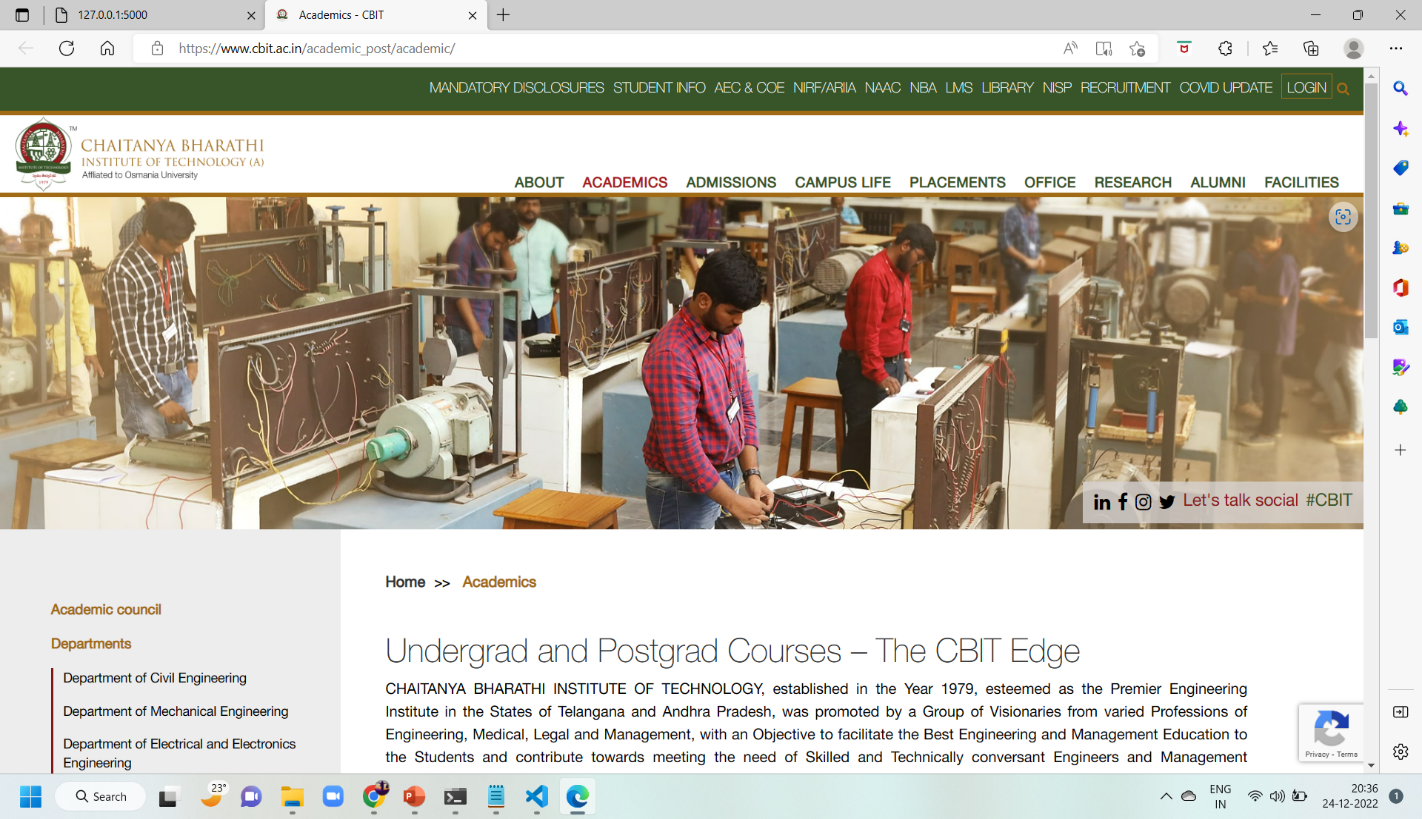 127.0.0.1:5000
Academics - CBIT
https://www.cbit.ac.in/academic_post/academic/
MANDATORY DISCLOSURES STUDENT INFO AEC & COE NIRF/ARIIA NAAC NBA LMS LIBRARY NISP RECRUITMENT COVID UPDATE LOGIN
CHAITANYA BHARATHI
INSTITUTE OF TECHNOLOGY (A)
Affliated to Osmania University
TM
1979
ABOUT ACADEMICS ADMISSIONS CAMPUS LIFE PLACEMENTS OFFICE RESEARCH ALUMNI FACILITIES
Let's talk social #CBIT
Home >> Academics
Academic council
Departments
Department of Civil Engineering
Department of Mechanical Engineering
Department of Electrical and Electronics
Engineering
Undergrad and Postgrad Courses – The CBIT Edge
CHAITANYA BHARATHI INSTITUTE OF TECHNOLOGY, established in the Year 1979, esteemed as the Premier Engineering
Institute in the States of Telangana and Andhra Pradesh, was promoted by a Group of Visionaries from varied Professions of
Engineering, Medical, Legal and Management, with an Objective to facilitate the Best Engineering and Management Education to
the Students and contribute towards meeting the need of Skilled and Technically conversant Engineers and Management
Privacy - Terms
Search
23°
ENG
IN
20:36
24-12-2022
1